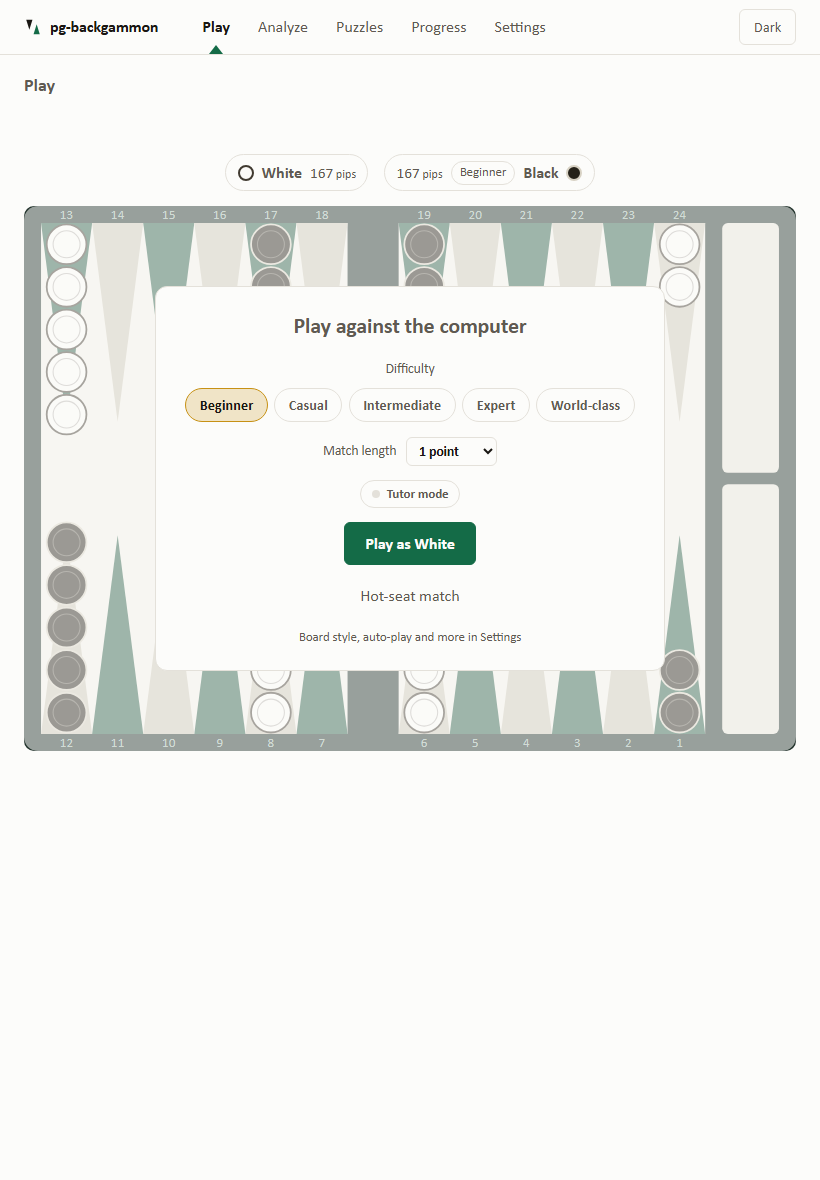 pg-backgammon Play Analyze Puzzles Progress Settings Dark
Play
White 167 pips 167 pips Beginner Black
13 14 15 16 17 18 19 20 21 22 23 24
Play against the computer
Difficulty
Beginner Casual Intermediate Expert World-class
Match length 1 point
Tutor mode
Play as White
Hot-seat match
Board style, auto-play and more in Settings
12 11 10 9 8 7 6 5 4 3 2 1